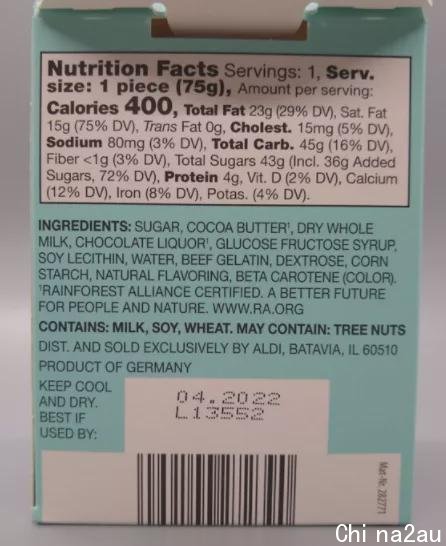 Nutrition Facts Servings: 1, Serv.
size: 1 piece (75g), Amount per serving:
Calories 400, Total Fat 23g (29% DV), Sat. Fat
15g (75% DV), Trans Fat 0g, Cholest. 15mg (5% DV),
Sodium 80mg (3% DV), Total Carb. 45g (16% DV),
Fiber <1g (3% DV), Total Sugars 43g (Incl. 36g Added
Sugars, 72% DV), Protein 4g, Vit. D (2% DV), Calcium
(12% DV), Iron (8% DV), Potas. (4% DV).
INGREDIENTS: SUGAR, COCOA BUTTER¹, DRY WHOLE
MILK, CHOCOLATE LIQUOR¹, GLUCOSE FRUCTOSE SYRUP,
SOY LECITHIN, WATER, BEEF GELATIN, DEXTROSE, CORN
STARCH, NATURAL FLAVORING, BETA CAROTENE (COLOR).
¹RAINFOREST ALLIANCE CERTIFIED. A BETTER FUTURE
FOR PEOPLE AND NATURE. WWW.RA.ORG
CONTAINS: MILK, SOY, WHEAT. MAY CONTAIN: TREE NUTS
DIST. AND SOLD EXCLUSIVELY BY ALDI, BATAVIA, IL 60510
PRODUCT OF GERMANY
KEEP COOL
AND DRY.
BEST IF
USED BY:
04.2022
L13552
Mat-Nr. 282771
Chi na2au